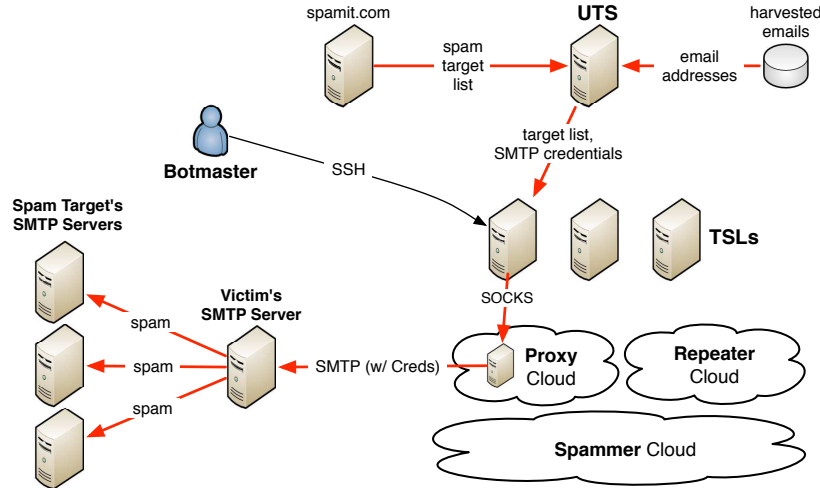 spamit.com
UTS
harvested
emails
spam
target
list
email
addresses
target list,
SMTP credentials
Botmaster
SSH
Spam Target's
SMTP Servers
TSLs
Victim's
SMTP Server
SOCKS
spam
spam
spam
SMTP (w/ Creds)
Proxy
Cloud
Repeater
Cloud
Spammer Cloud